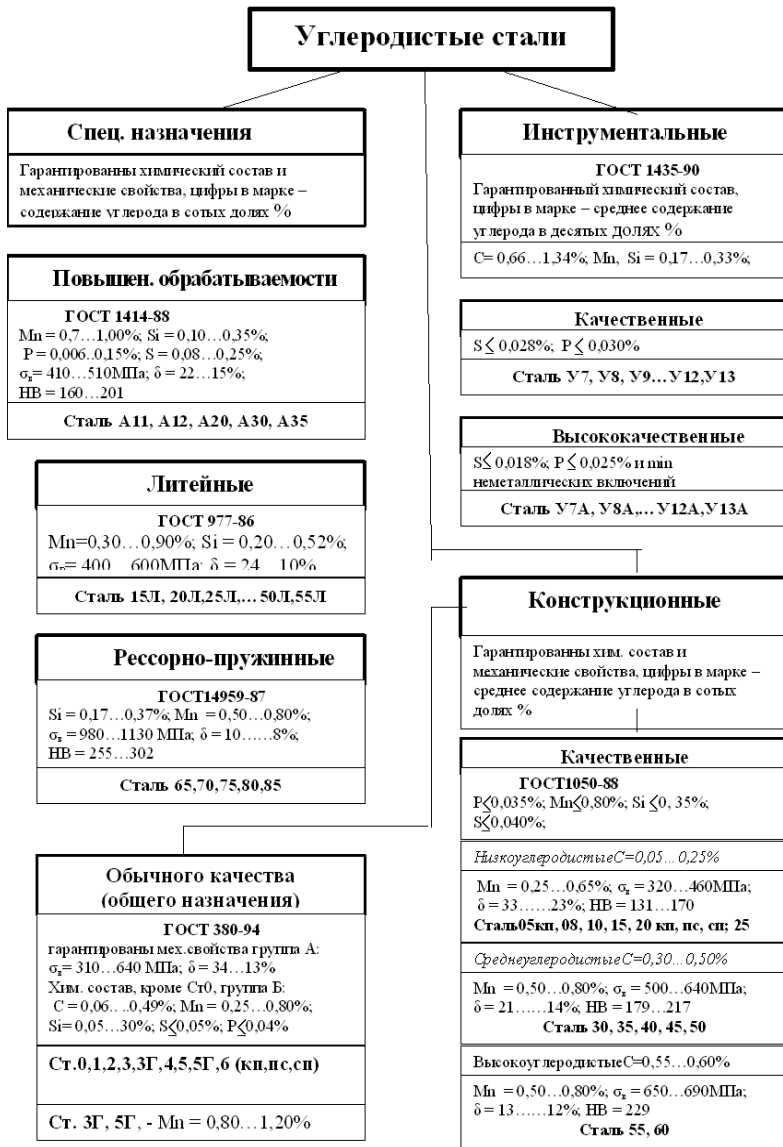 Углеродистые стали
Спец. назначения
Гарантированны химический состав и
механические свойства, цифры в марке –
содержание углерода в сотых долях %
Повышен. обрабатываемости
ГОСТ 1414-88
Mn = 0,7…1,00%; Si = 0,10…0,35%;
P = 0,006..0,15%; S = 0,08…0,25%;
σв= 410…510МПа; δ = 22…15%;
HB = 160…201
Сталь А11, А12, А20, А30, А35
Литейные
ГОСТ 977-86
Mn=0,30…0,90%; Si = 0,20…0,52%;
σв= 400…600МПа; δ = 24…10%
Сталь 15Л, 20Л,25Л,… 50Л,55Л
Рессорно-пружинные
ГОСТ14959-87
Si = 0,17…0,37%; Mn = 0,50…0,80%;
σв = 980…1130 МПа; δ = 10……8%;
HB = 255…302
Сталь 65,70,75,80,85
Обычного качества
(общего назначения)
ГОСТ 380-94
гарантированы мех.свойства группа А:
σв= 310…640 МПа; δ = 34…13%
Хим. состав, кроме Ст0, группа Б:
C = 0,06…0,49%; Mn = 0,25…0,80%;
Si= 0,05…30%; S≤0,05%; P≤0,04%
Ст.0,1,2,3,3Г,4,5,5Г,6 (кп,пс,сп)
Ст. 3Г, 5Г, - Mn = 0,80…1,20%
Инструментальные
ГОСТ 1435-90
Гарантированный химический состав,
цифры в марке – среднее содержание
углерода в десятых долях %
C= 0,66…1,34%; Mn, Si = 0,17…0,33%;
Качественные
S ≤ 0,028%; P ≤ 0,030%
Сталь У7, У8, У9… У12,У13
Высококачественные
S≤ 0,018%; P ≤ 0,025% и min
неметаллических включений
Сталь У7А, У8А,… У12А,У13А
Конструкционные
Гарантированны хим. состав и
механические свойства, цифры в марке –
среднее содержание углерода в сотых
долях %
Качественные
ГОСТ1050-88
P≤0,035%; Mn≤0,80%; Si ≤0, 35%;
S≤0,040%;
НизкоуглеродистыеС=0,05…0,25%
Mn = 0,25…0,65%; σв = 320…460МПа;
δ = 33……23%; HB = 131…170
Сталь05кп, 08, 10, 15, 20 кп, пс, сп; 25
СреднеуглеродистыеС=0,30…0,50%
Mn = 0,50…0,80%; σв = 500…640МПа;
δ = 21……14%; HB = 179…217
Сталь 30, 35, 40, 45, 50
ВысокоуглеродистыеС=0,55…0,60%
Mn = 0,50…0,80%; σв = 650…690МПа;
δ = 13……12%; HB = 229
Сталь 55, 60